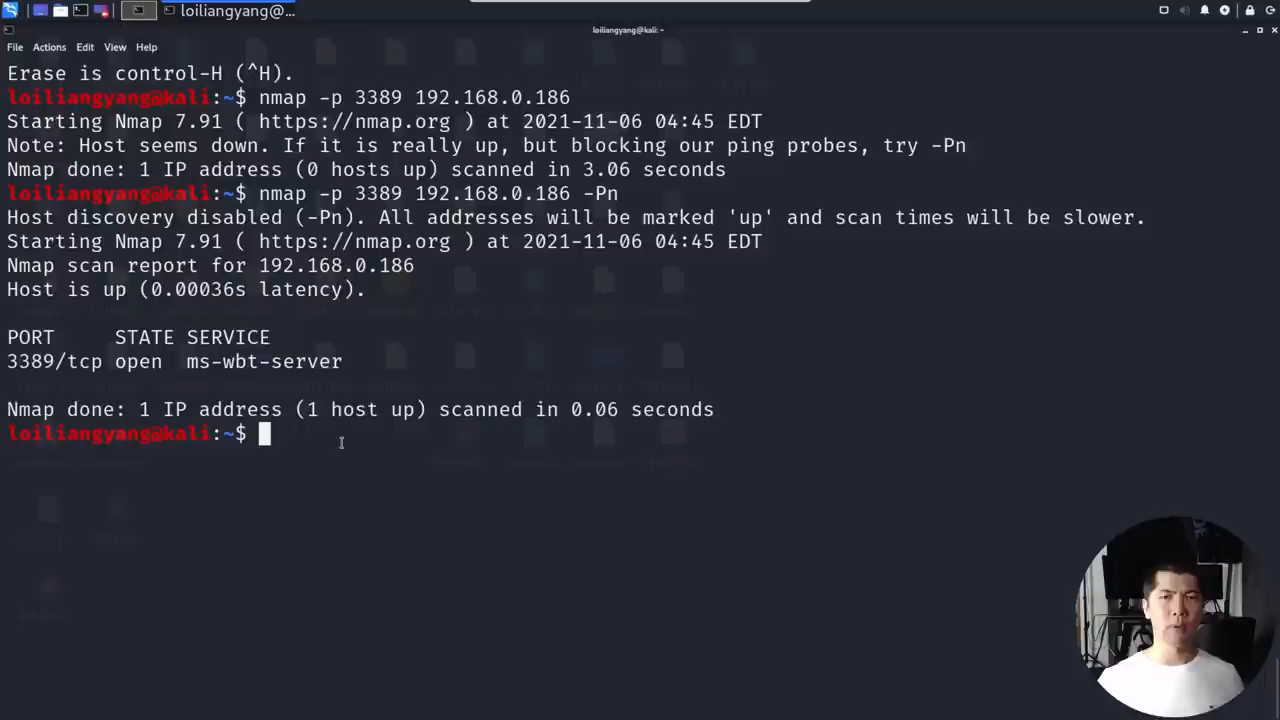 loiliangyang@...
loiliangyang@kali: ~
File Actions Edit View Help
Erase is control-H (^H).
loiliangyang@kali:~$ nmap -p 3389 192.168.0.186
Starting Nmap 7.91 ( https://nmap.org ) at 2021-11-06 04:45 EDT
Note: Host seems down. If it is really up, but blocking our ping probes, try -Pn
Nmap done: 1 IP address (0 hosts up) scanned in 3.06 seconds
loiliangyang@kali:~$ nmap -p 3389 192.168.0.186 -Pn
Host discovery disabled (-Pn). All addresses will be marked 'up' and scan times will be slower.
Starting Nmap 7.91 ( https://nmap.org ) at 2021-11-06 04:45 EDT
Nmap scan report for 192.168.0.186
Host is up (0.00036s latency).
PORT STATE SERVICE
3389/tcp open ms-wbt-server
Nmap done: 1 IP address (1 host up) scanned in 0.06 seconds
loiliangyang@kali:~$